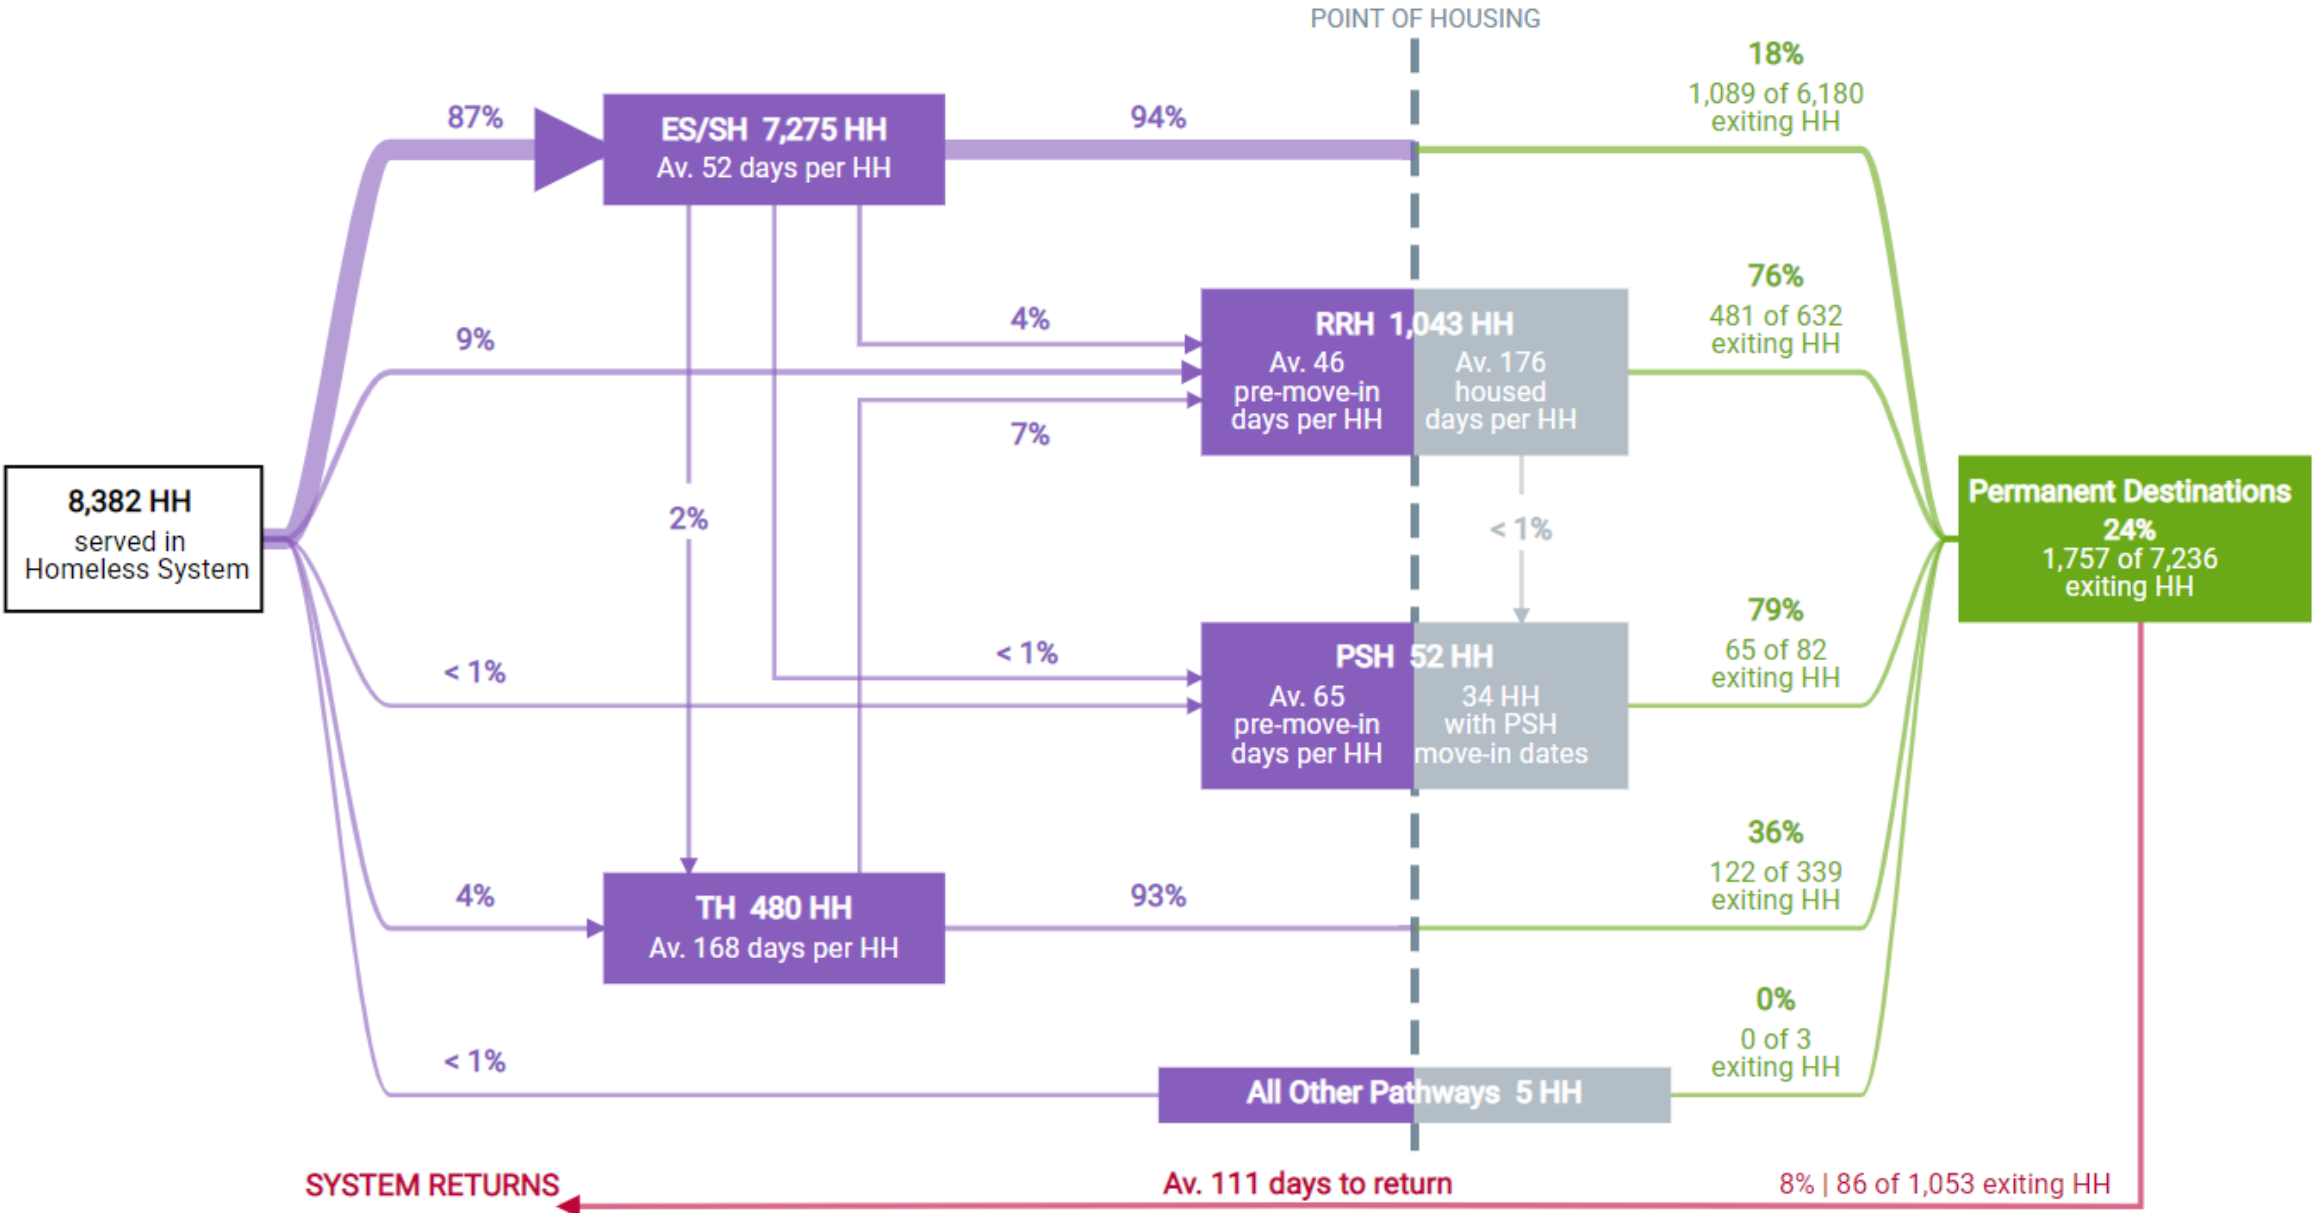 POINT OF HOUSING
87%
ES/SH 7,275 HH
Av. 52 days per HH
94%
18%
1,089 of 6,180
exiting HH
9%
4%
7%
RRH 1,043 HH
Av. 46
pre-move-in
days per HH
Av. 176
housed
days per HH
76%
481 of 632
exiting HH
8,382 HH
served in
Homeless System
2%
< 1%
Permanent Destinations
24%
1,757 of 7,236
exiting HH
< 1%
< 1%
PSH 52 HH
Av. 65
pre-move-in
days per HH
34 HH
with PSH
move-in dates
79%
65 of 82
exiting HH
4%
TH 480 HH
Av. 168 days per HH
93%
36%
122 of 339
exiting HH
< 1%
All Other Pathways 5 HH
0%
0 of 3
exiting HH
SYSTEM RETURNS
Av. 111 days to return
8% | 86 of 1,053 exiting HH